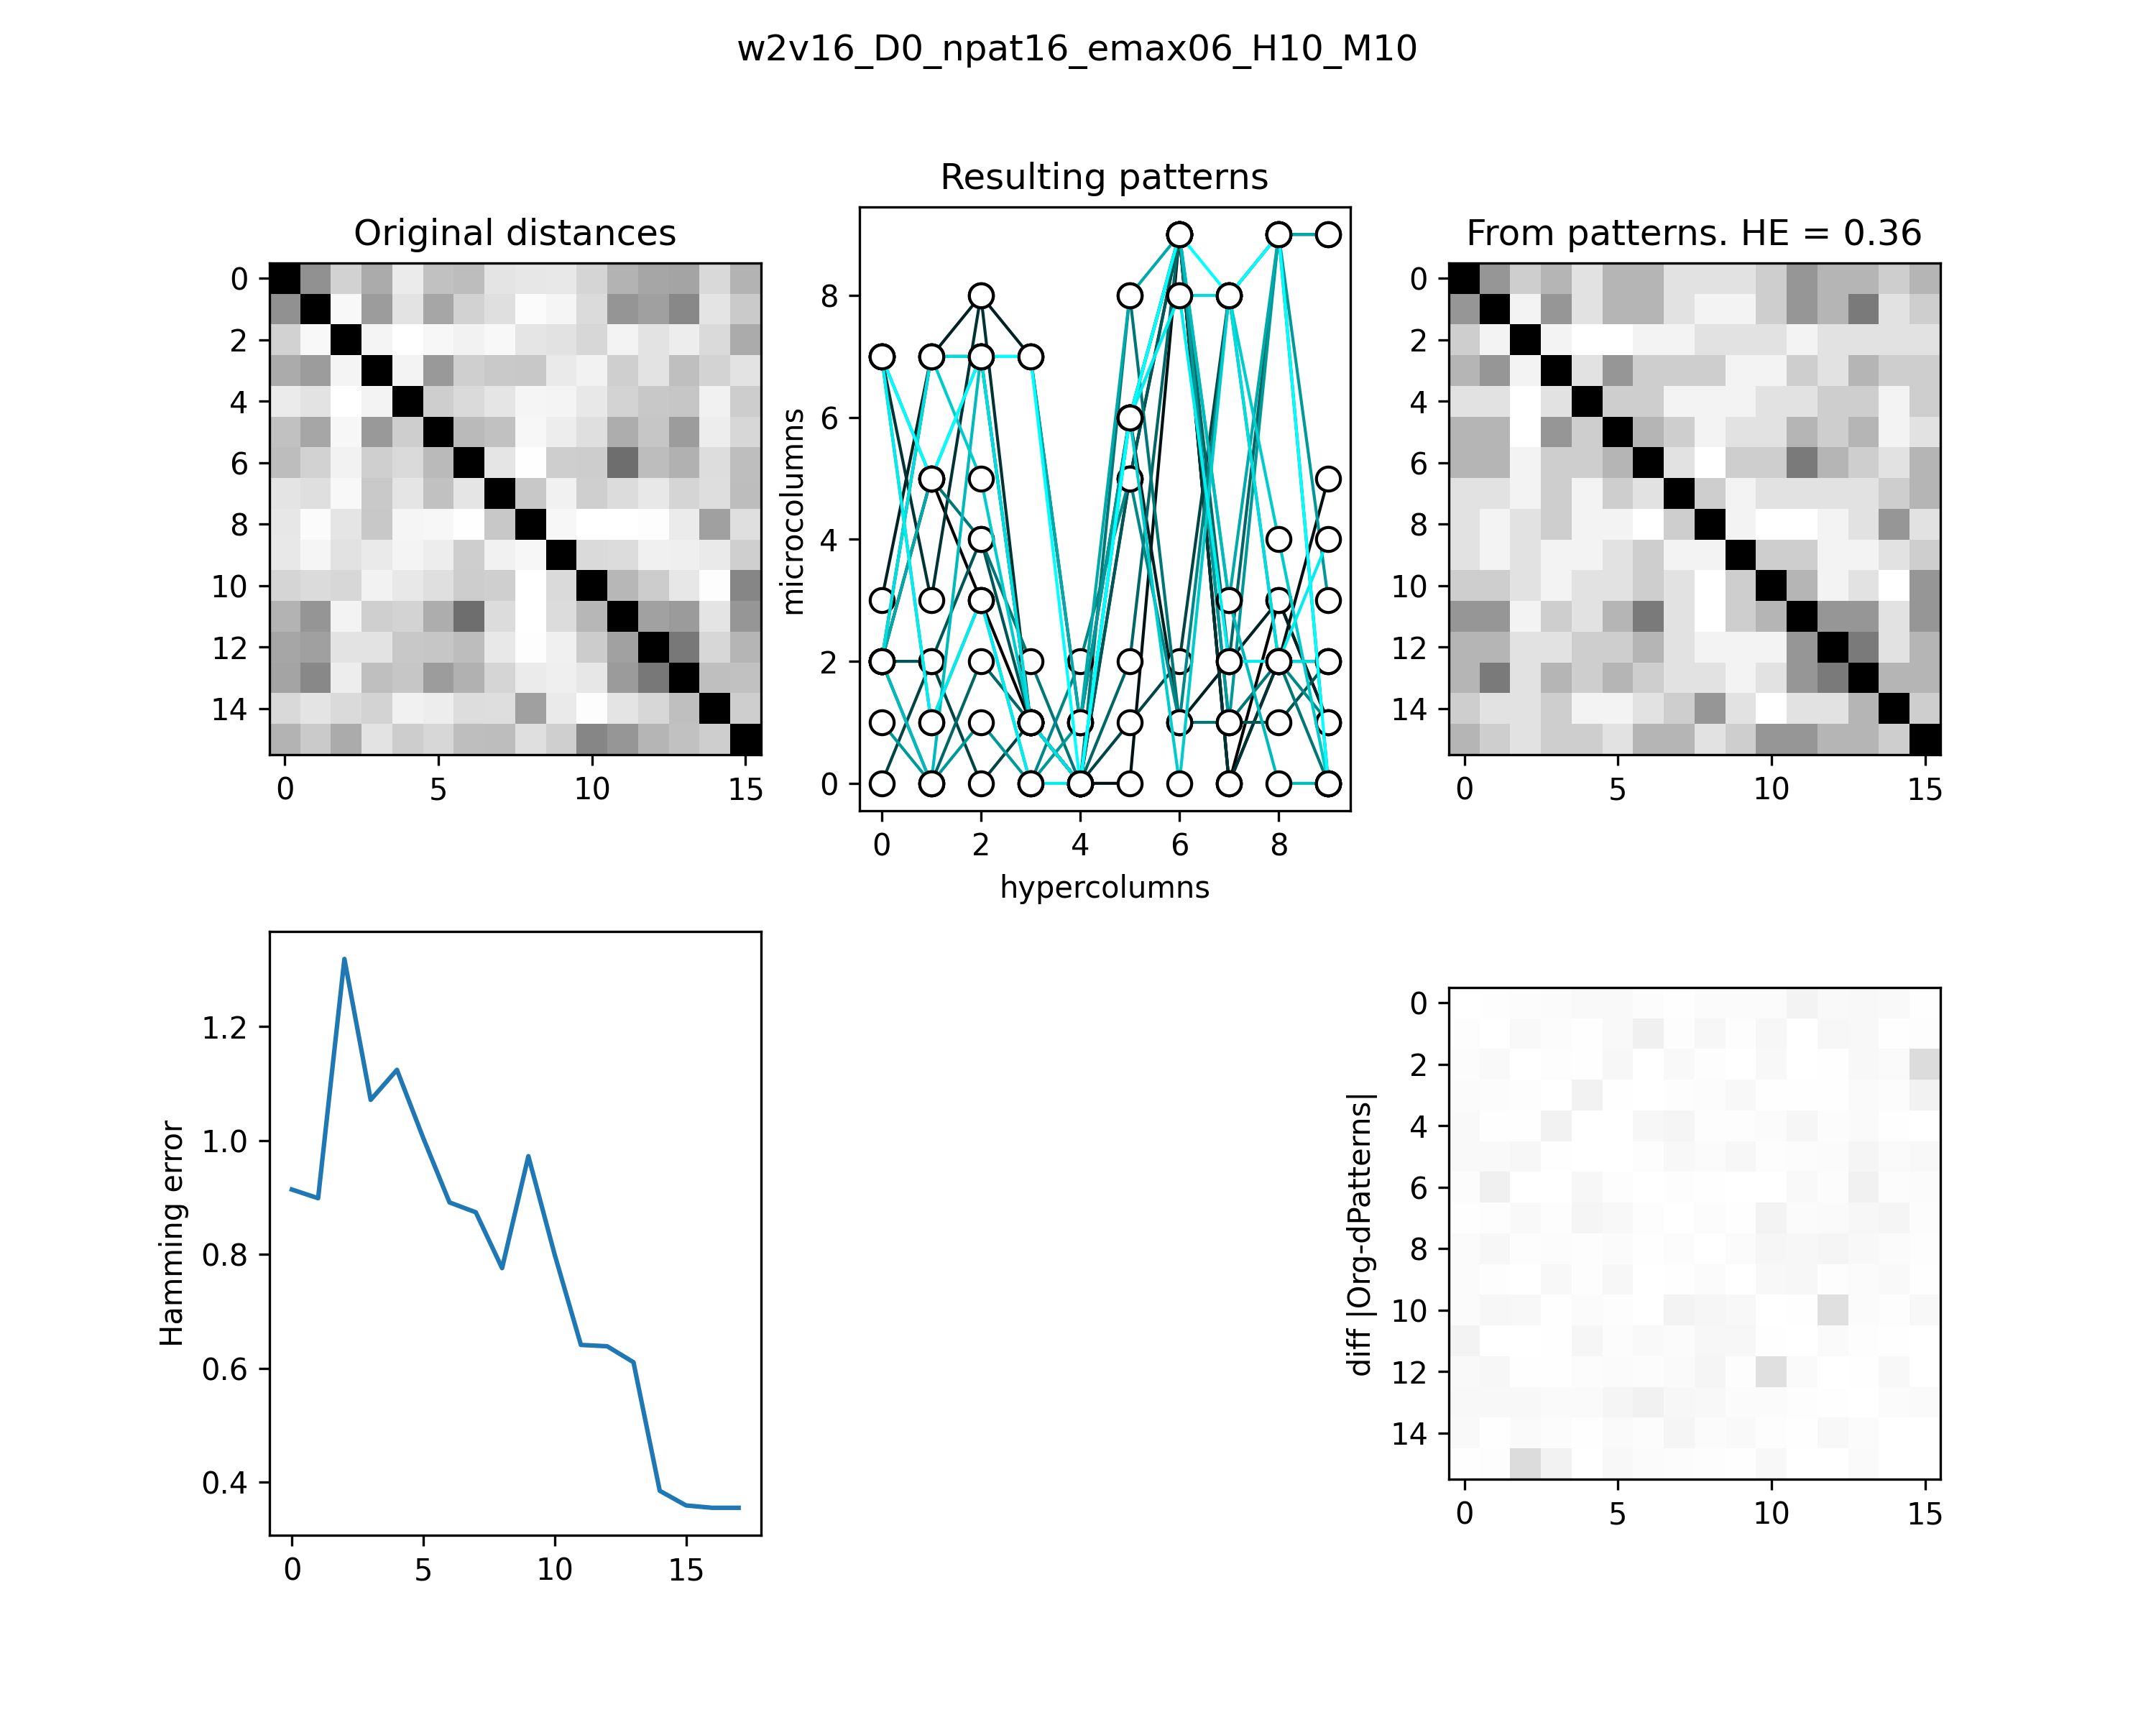 w2v16_D0_npat16_emax06_H10_M10
Original distances
0
2
4
6
8
10
12
14
0 5 10 15
Resulting patterns
microcolumns
8
6
4
2
0
0 2 4 6 8
hypercolumns
From patterns. HE = 0.36
0
2
4
6
8
10
12
14
0 5 10 15
Hamming error
1.2
1.0
0.8
0.6
0.4
0 5 10 15
diff |Org-dPatterns|
0
2
4
6
8
10
12
14
0 5 10 15